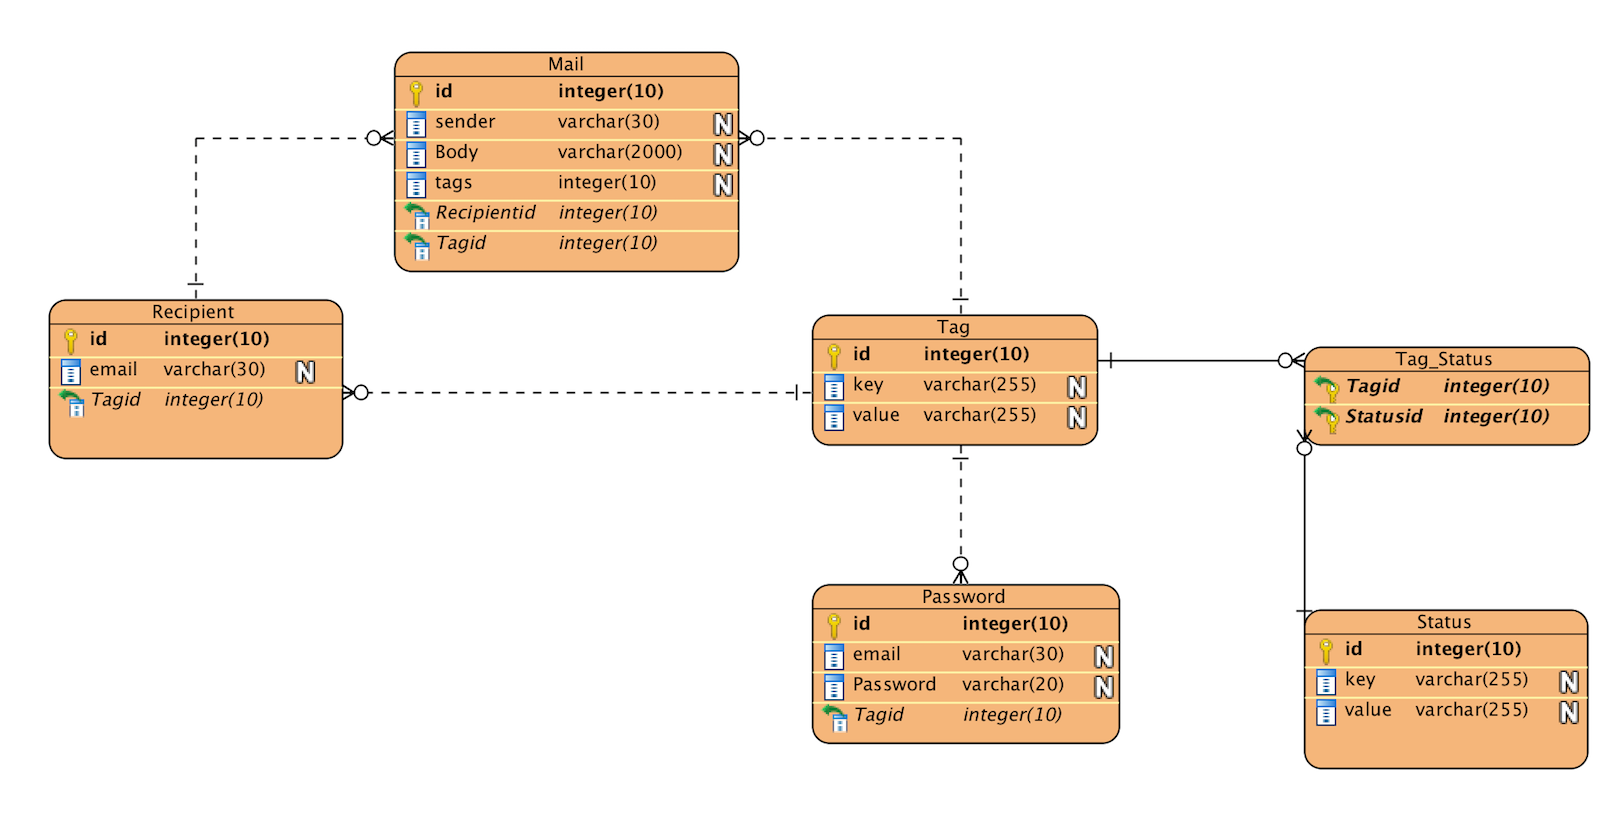 Mail
id integer(10)
sender varchar(30) N
Body varchar(2000) N
tags integer(10) N
Recipientid integer(10)
Tagid integer(10)
Recipient
id integer(10)
email varchar(30) N
Tagid integer(10)
Tag
id integer(10)
key varchar(255) N
value varchar(255) N
Tag_Status
Tagid integer(10)
Statusid integer(10)
Password
id integer(10)
email varchar(30) N
Password varchar(20) N
Tagid integer(10)
Status
id integer(10)
key varchar(255) N
value varchar(255) N